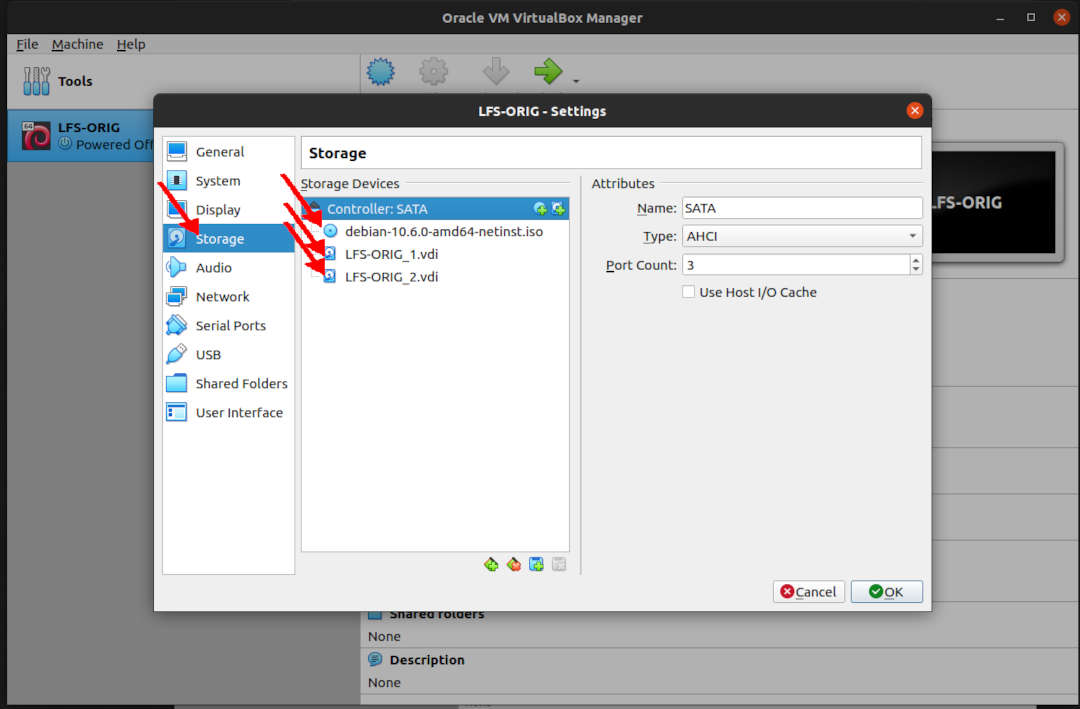 Oracle VM VirtualBox Manager
File Machine Help
Tools
LFS-ORIG - Settings
64
LFS-ORIG
Powered Off
General
System
Display
Storage
Audio
Network
Serial Ports
USB
Shared Folders
User Interface
Storage
Storage Devices
Controller: SATA
debian-10.6.0-amd64-netinst.iso
LFS-ORIG_1.vdi
LFS-ORIG_2.vdi
Attributes
Name: SATA
Type: AHCI
Port Count: 3
Use Host I/O Cache
Cancel OK
LFS-ORIG
Shared folders
None
Description
None